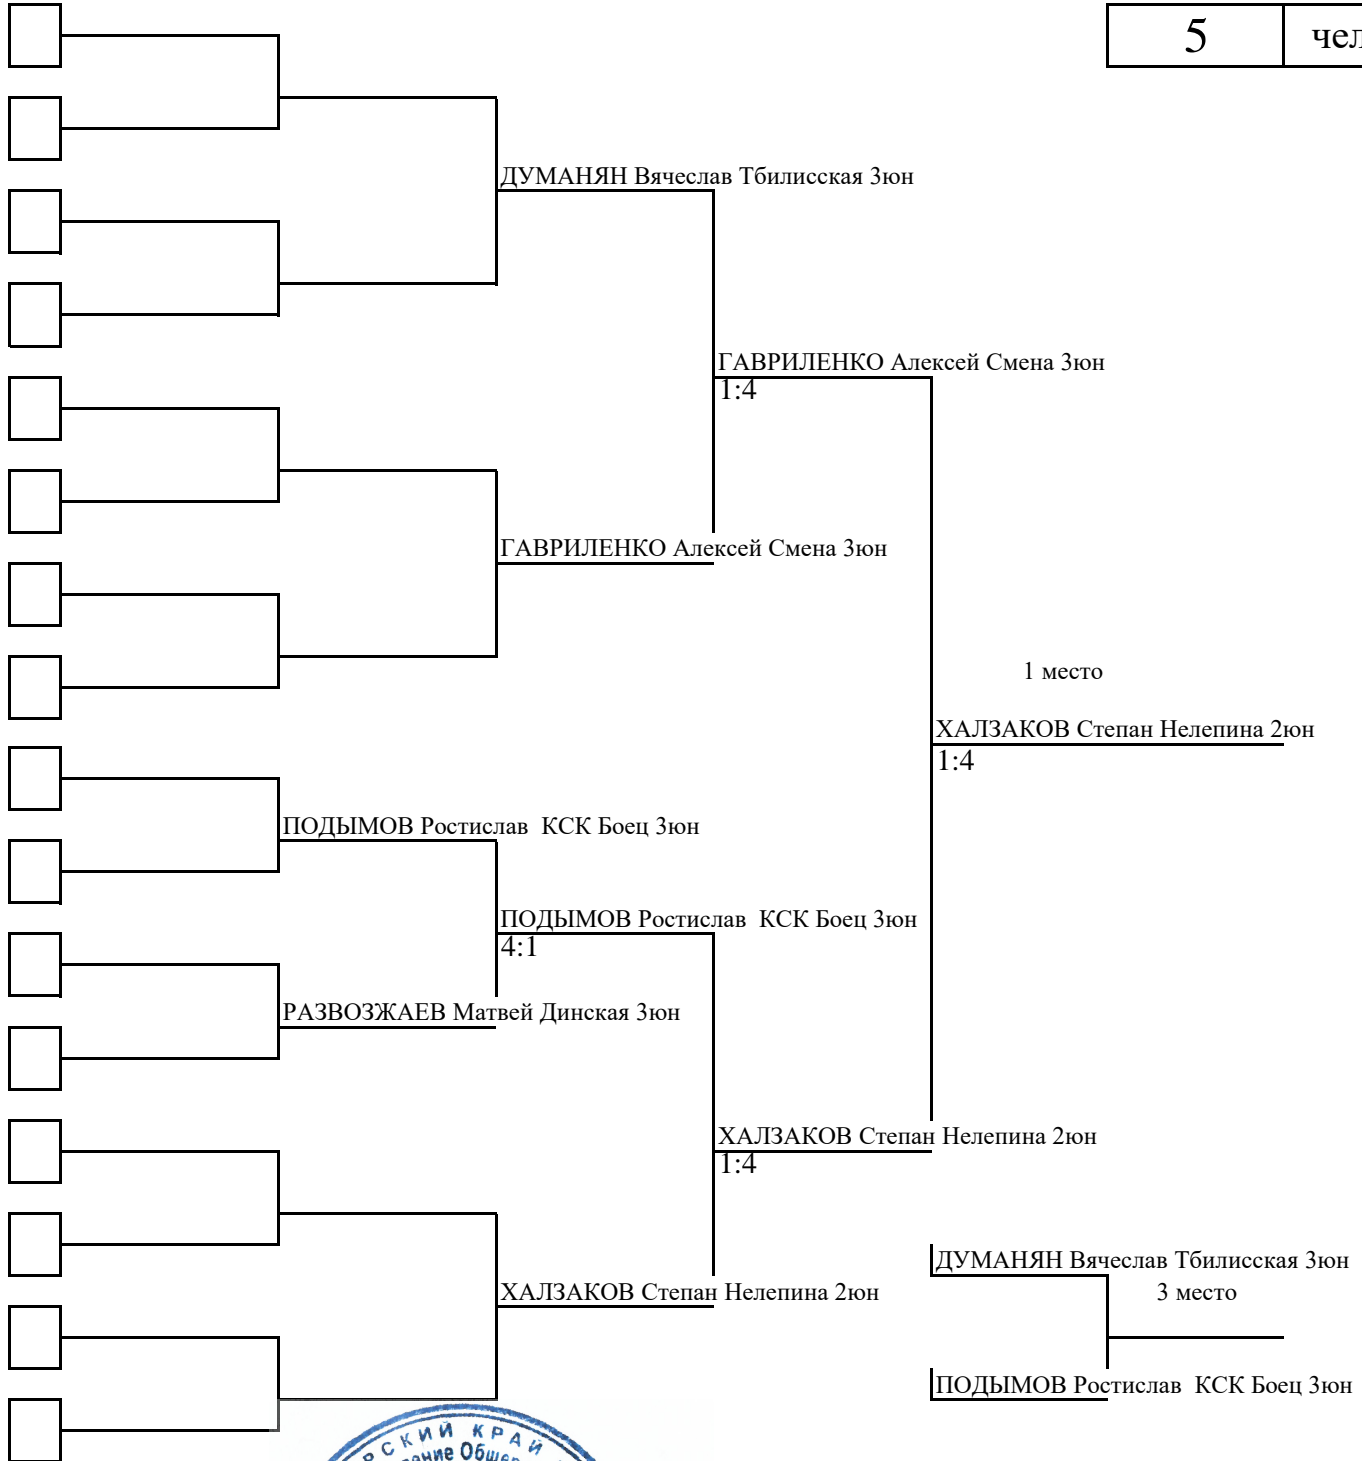 5 чел
ДУМАНЯН Вячеслав Тбилисская 3юн
ГАВРИЛЕНКО Алексей Смена 3юн
1:4
ГАВРИЛЕНКО Алексей Смена 3юн
1 место
ХАЛЗАКОВ Степан Нелепина 2юн
1:4
ПОДЫМОВ Ростислав КСК Боец 3юн
ПОДЫМОВ Ростислав КСК Боец 3юн
4:1
РАЗВОЗЖАЕВ Матвей Динская 3юн
ХАЛЗАКОВ Степан Нелепина 2юн
1:4
ДУМАНЯН Вячеслав Тбилисская 3юн
ХАЛЗАКОВ Степан Нелепина 2юн
3 место
ПОДЫМОВ Ростислав КСК Боец 3юн
КРАЙ